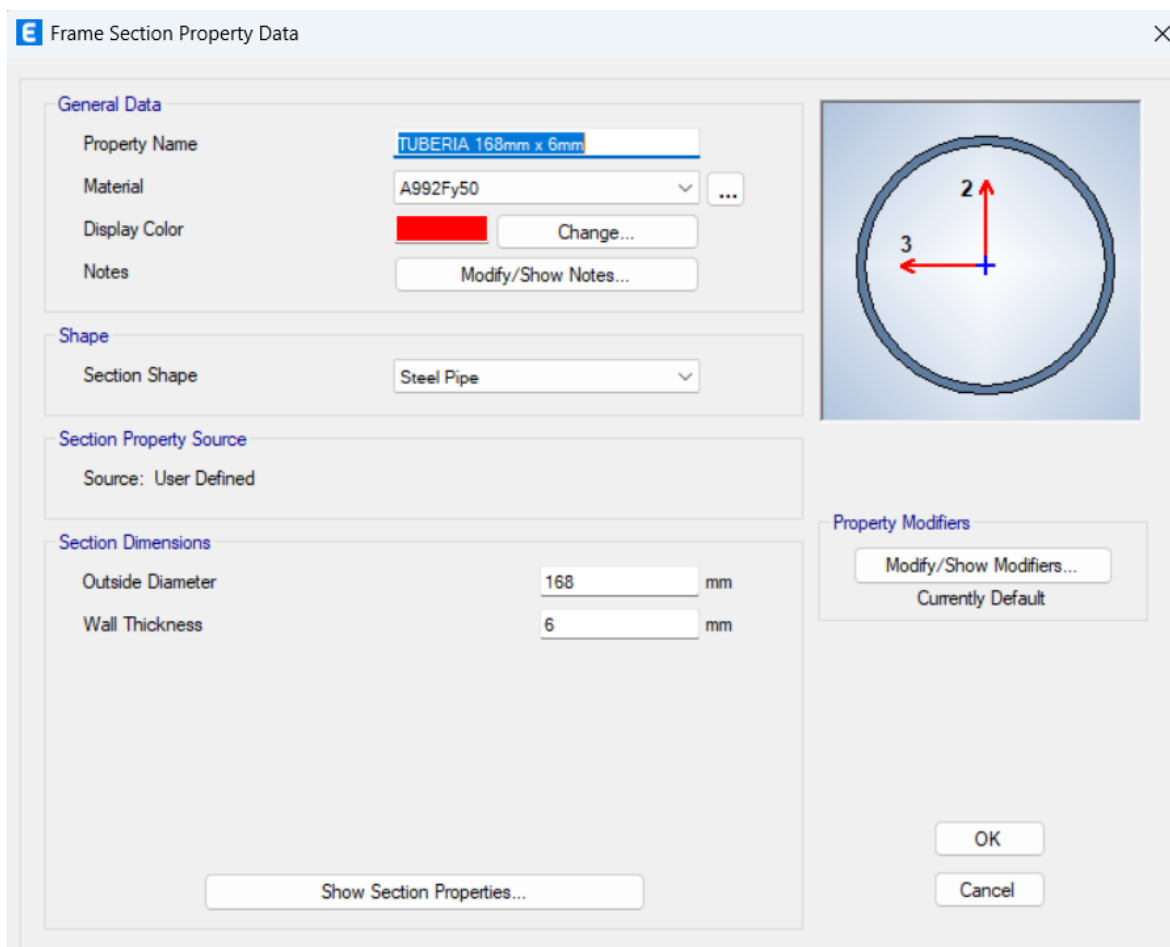 E Frame Section Property Data
General Data
Property Name TUBERIA 168mm x 6mm
Material A992Fy50 ...
Display Color Change...
Notes Modify/Show Notes...
2
3
Shape
Section Shape Steel Pipe
Section Property Source
Source: User Defined
Section Dimensions
Outside Diameter 168 mm
Wall Thickness 6 mm
Show Section Properties...
Property Modifiers
Modify/Show Modifiers...
Currently Default
OK
Cancel